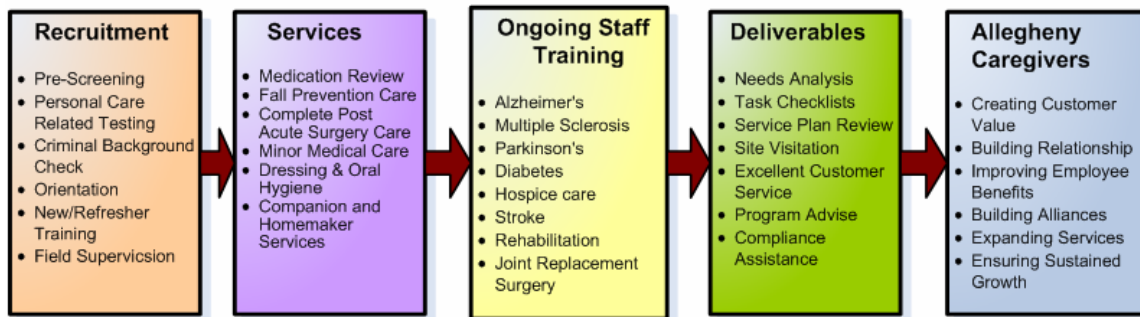 Recruitment
• Pre-Screening
• Personal Care
Related Testing
• Criminal Background
Check
• Orientation
• New/Refresher
Training
• Field Supervicsion
Services
• Medication Review
• Fall Prevention Care
• Complete Post
Acute Surgery Care
• Minor Medical Care
• Dressing & Oral
Hygiene
• Companion and
Homemaker
Services
Ongoing Staff
Training
• Alzheimer's
• Multiple Sclerosis
• Parkinson's
• Diabetes
• Hospice care
• Stroke
• Rehabilitation
• Joint Replacement
Surgery
Deliverables
• Needs Analysis
• Task Checklists
• Service Plan Review
• Site Visitation
• Excellent Customer
Service
• Program Advise
• Compliance
Assistance
Allegheny
Caregivers
• Creating Customer
Value
• Building Relationship
• Improving Employee
Benefits
• Building Alliances
• Expanding Services
• Ensuring Sustained
Growth